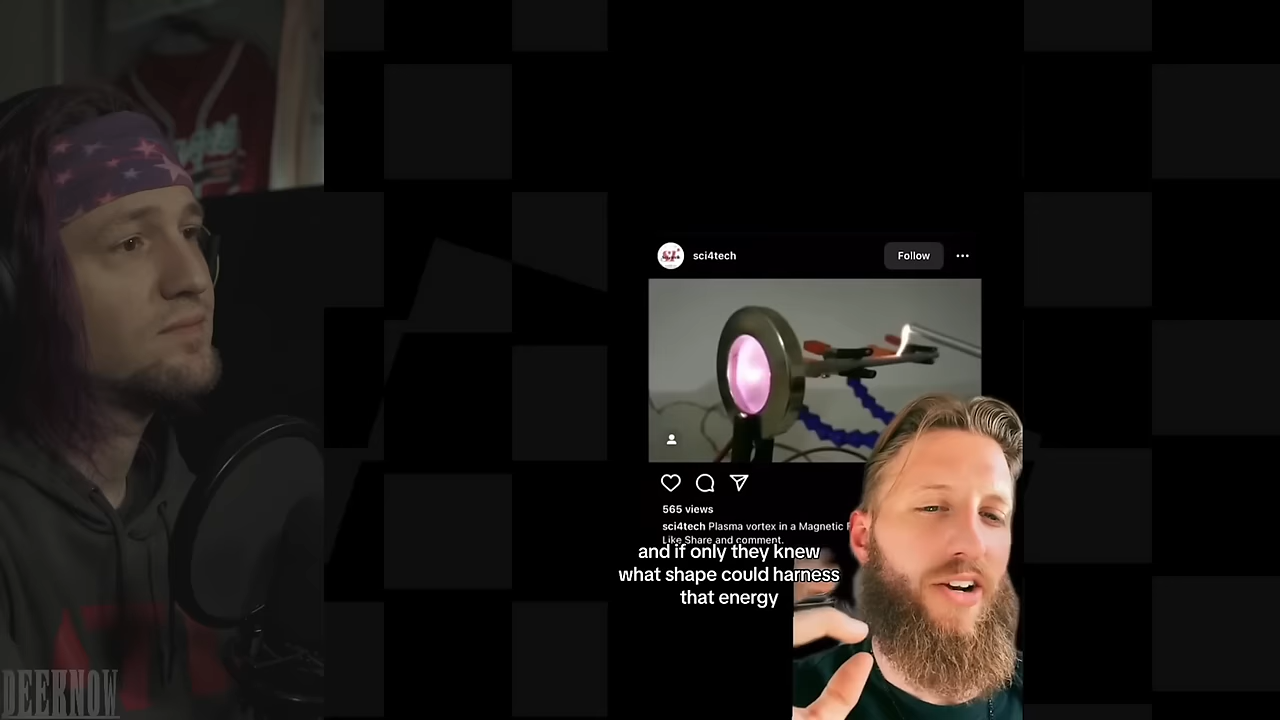 sci4tech
Follow
565 views
sci4tech Plasma vortex in a Magnetic
Like Share and comment.
and if only they knew
what shape could harness
that energy
DEEKNOW